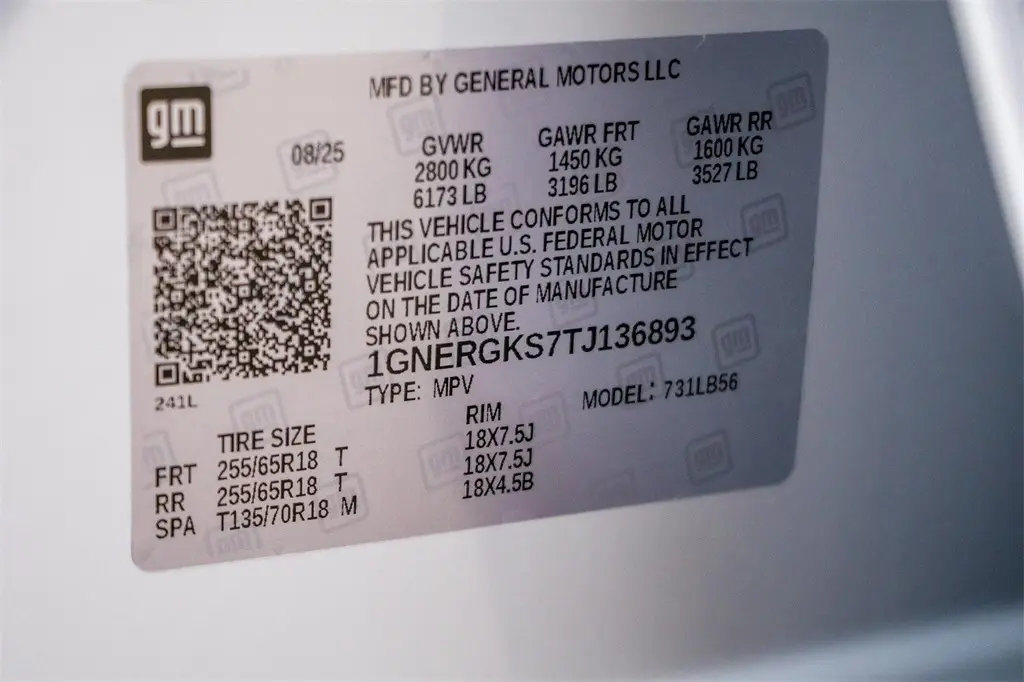 MFD BY GENERAL MOTORS LLC
gm
08/25
GVWR GAWR FRT GAWR RR
2800 KG 1450 KG 1600 KG
6173 LB 3196 LB 3527 LB
THIS VEHICLE CONFORMS TO ALL
APPLICABLE U.S. FEDERAL MOTOR
VEHICLE SAFETY STANDARDS IN EFFECT
ON THE DATE OF MANUFACTURE
SHOWN ABOVE.
1GNERGKS7TJ136893
TYPE: MPV MODEL: 731LB56
241L
TIRE SIZE RIM
FRT 255/65R18 T 18X7.5J
RR 255/65R18 T 18X7.5J
SPA T135/70R18 M 18X4.5B